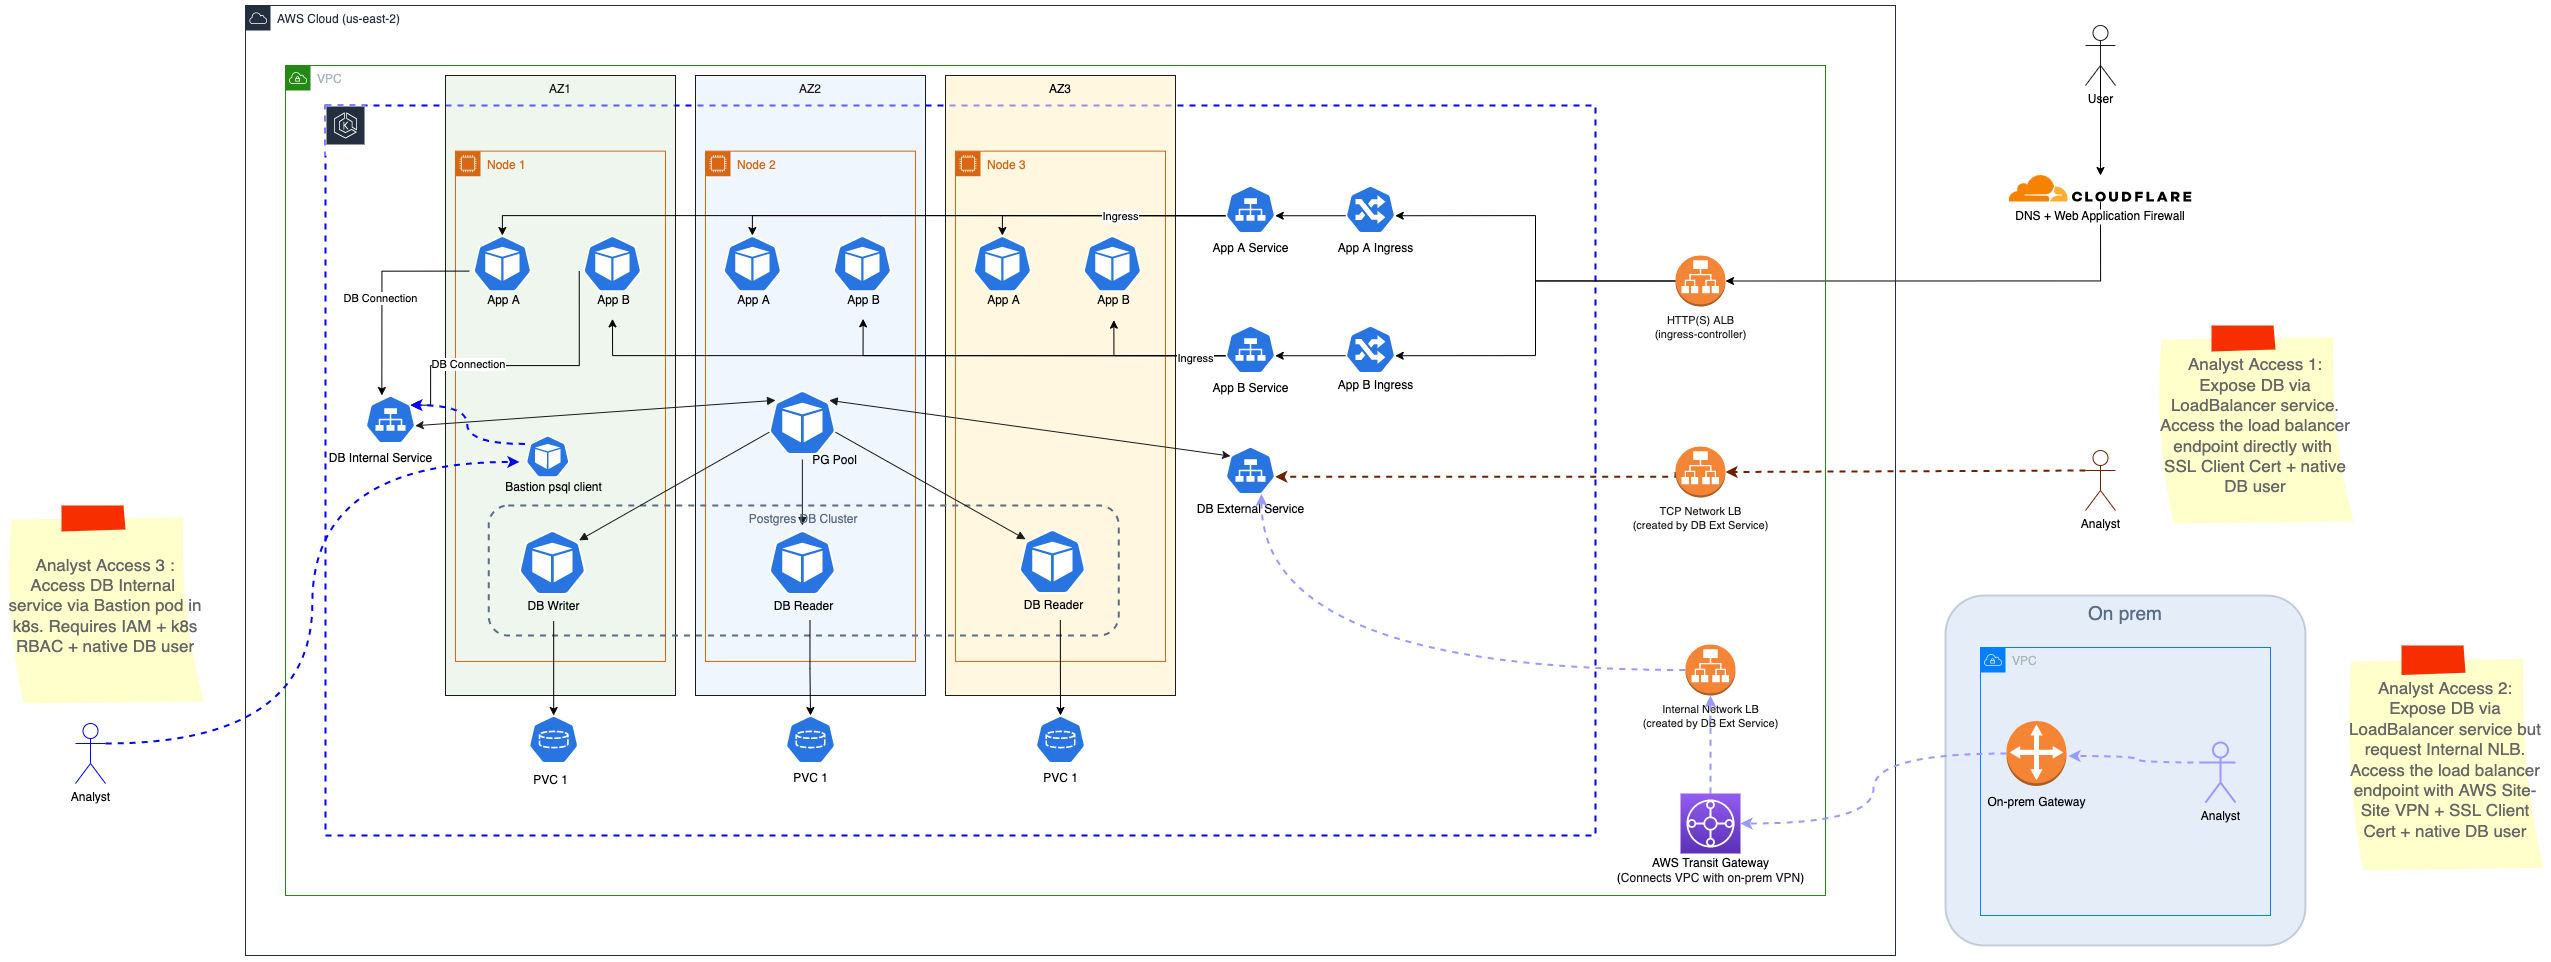 AWS Cloud (us-east-2)
VPC
AZ1
AZ2
AZ3
Node 1
Node 2
Node 3
User
CLOUDFLARE
DNS + Web Application Firewall
Ingress
App A Service
App A Ingress
App A
App B
App A
App B
App A
App B
DB Connection
HTTP(S) ALB
(ingress-controller)
DB Connection
Ingress
App B Service
App B Ingress
Analyst Access 1:
Expose DB via
LoadBalancer service.
Access the load balancer
endpoint directly with
SSL Client Cert + native
DB user
DB Internal Service
PG Pool
Bastion psql client
DB External Service
TCP Network LB
(created by DB Ext Service)
Analyst
Postgres DB Cluster
DB Writer
DB Reader
DB Reader
Analyst Access 3 :
Access DB Internal
service via Bastion pod in
k8s. Requires IAM + k8s
RBAC + native DB user
Analyst
PVC 1
PVC 1
PVC 1
Internal Network LB
(created by DB Ext Service)
AWS Transit Gateway
(Connects VPC with on-prem VPN)
On prem
VPC
On-prem Gateway
Analyst
Analyst Access 2:
Expose DB via
LoadBalancer service but
request Internal NLB.
Access the load balancer
endpoint with AWS Site-
Site VPN + SSL Client
Cert + native DB user